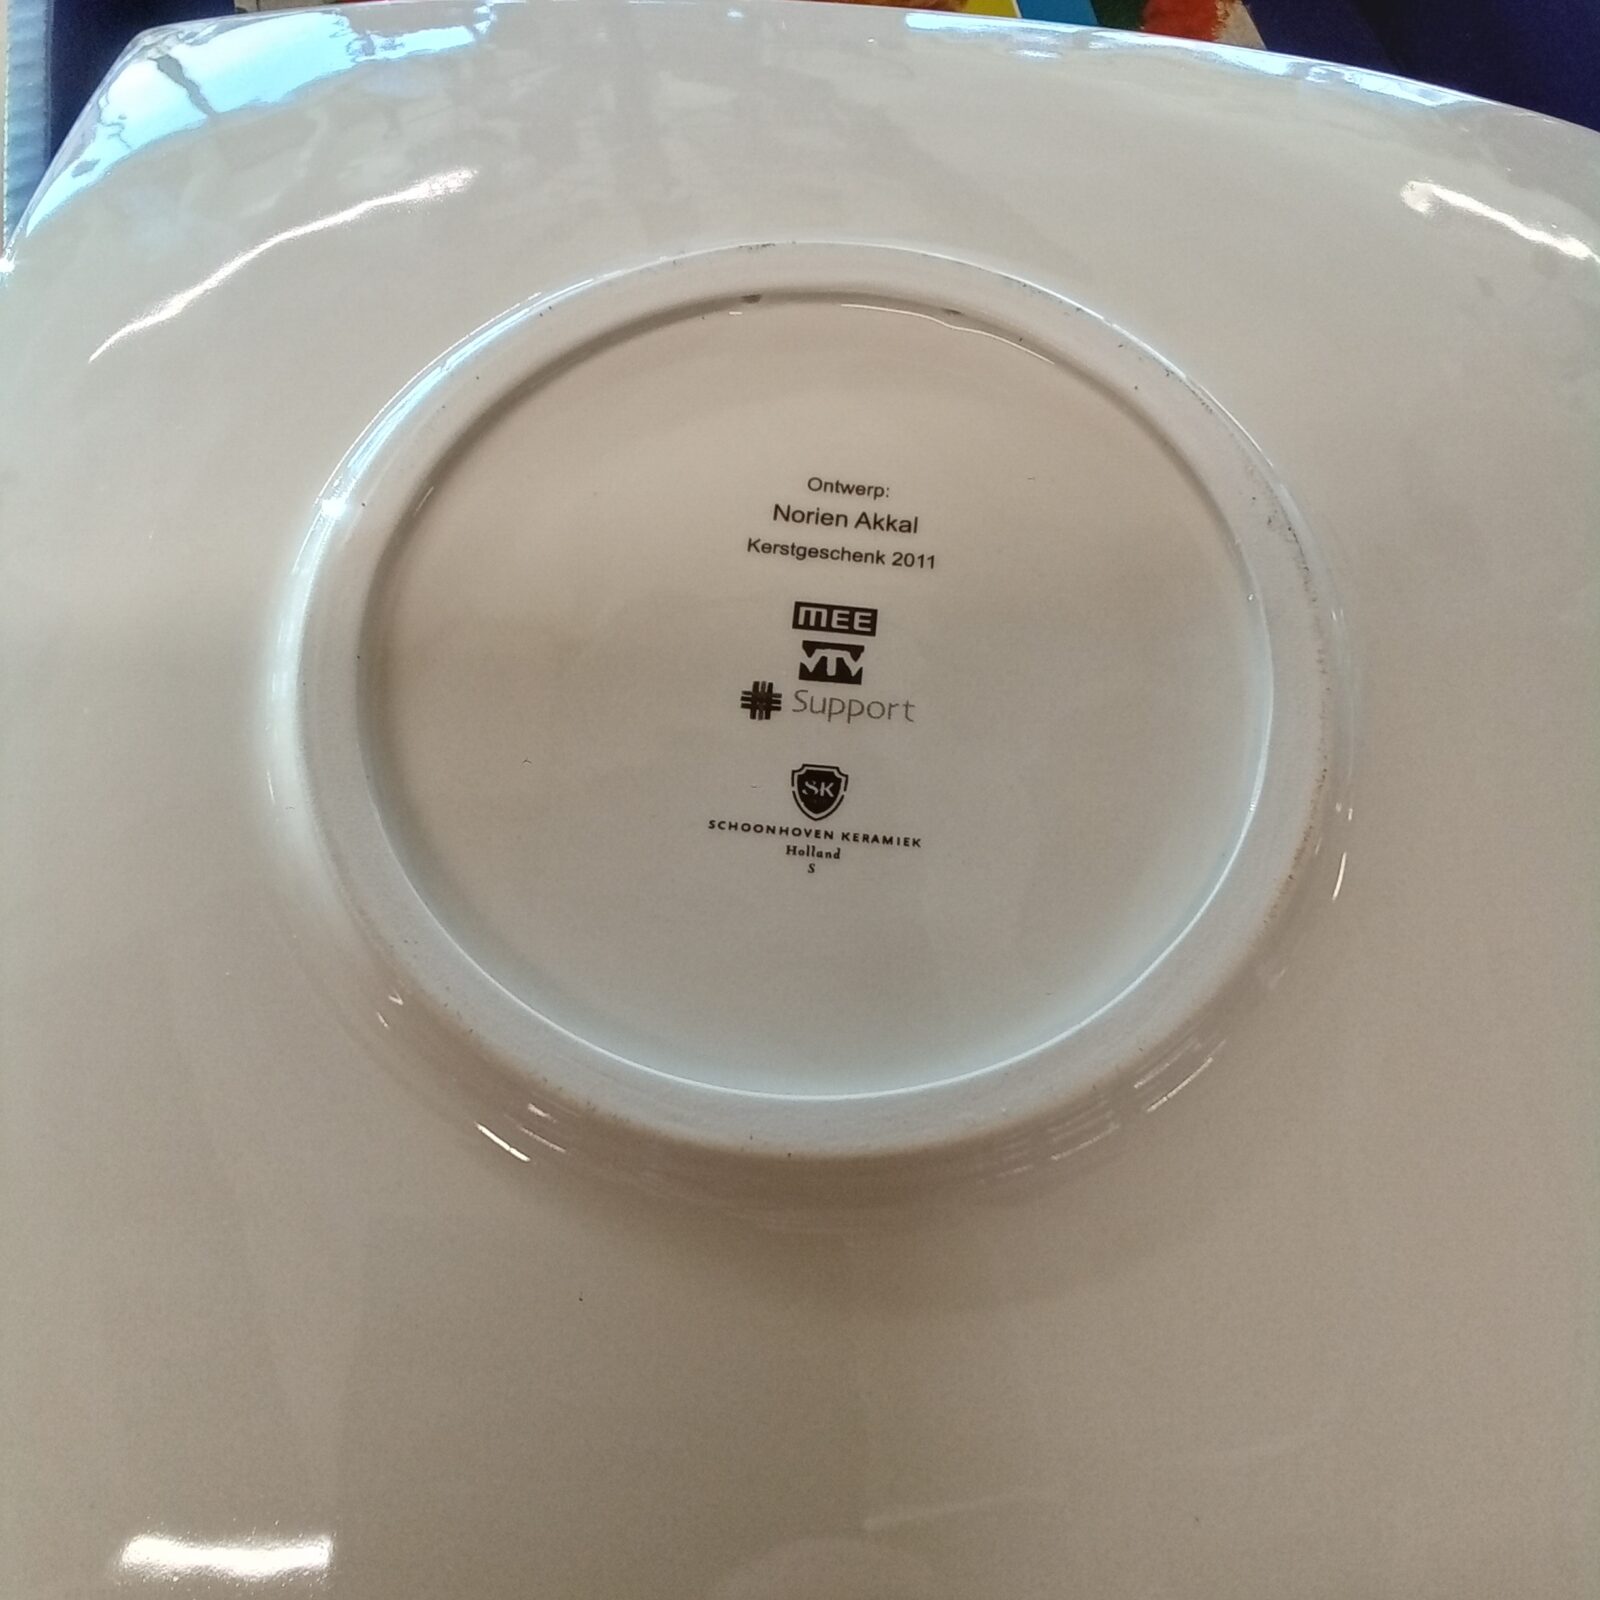 Ontwerp:
Norien Akkal
Kerstgeschenk 2011
MEE
VTV
Support
SK
SCHOONHOVEN KERAMIEK
Holland
S